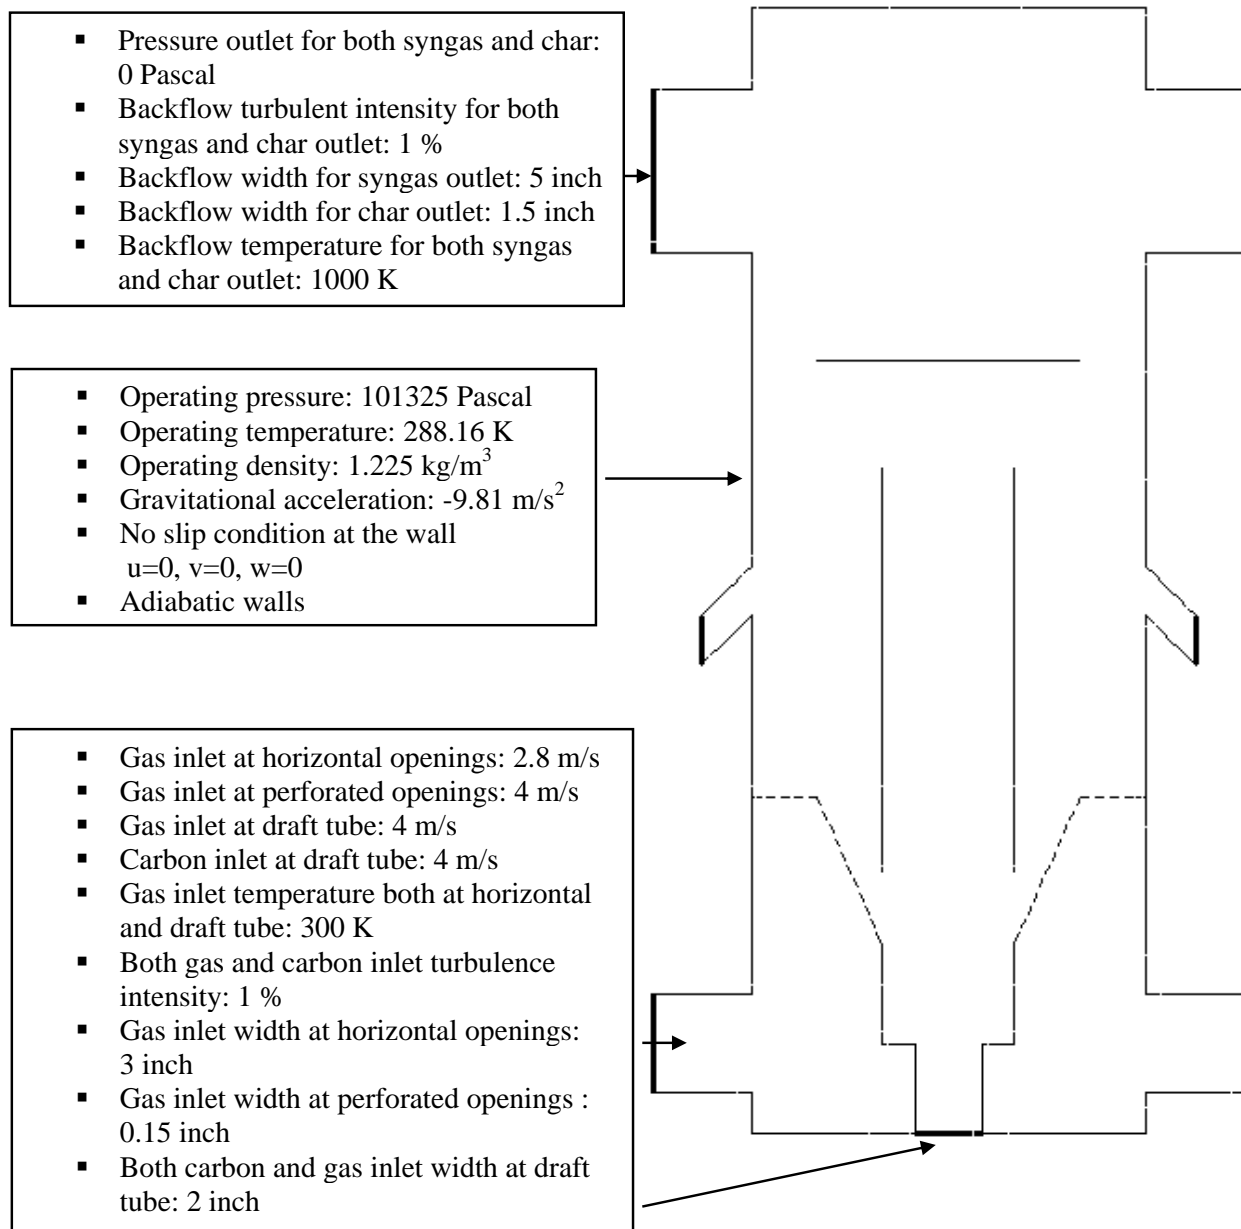 ▪ Pressure outlet for both syngas and char:
0 Pascal
▪ Backflow turbulent intensity for both
syngas and char outlet: 1 %
▪ Backflow width for syngas outlet: 5 inch
▪ Backflow width for char outlet: 1.5 inch
▪ Backflow temperature for both syngas
and char outlet: 1000 K
▪ Operating pressure: 101325 Pascal
▪ Operating temperature: 288.16 K
▪ Operating density: 1.225 kg/m³
▪ Gravitational acceleration: -9.81 m/s²
▪ No slip condition at the wall
u=0, v=0, w=0
▪ Adiabatic walls
▪ Gas inlet at horizontal openings: 2.8 m/s
▪ Gas inlet at perforated openings: 4 m/s
▪ Gas inlet at draft tube: 4 m/s
▪ Carbon inlet at draft tube: 4 m/s
▪ Gas inlet temperature both at horizontal
and draft tube: 300 K
▪ Both gas and carbon inlet turbulence
intensity: 1 %
▪ Gas inlet width at horizontal openings:
3 inch
▪ Gas inlet width at perforated openings :
0.15 inch
▪ Both carbon and gas inlet width at draft
tube: 2 inch